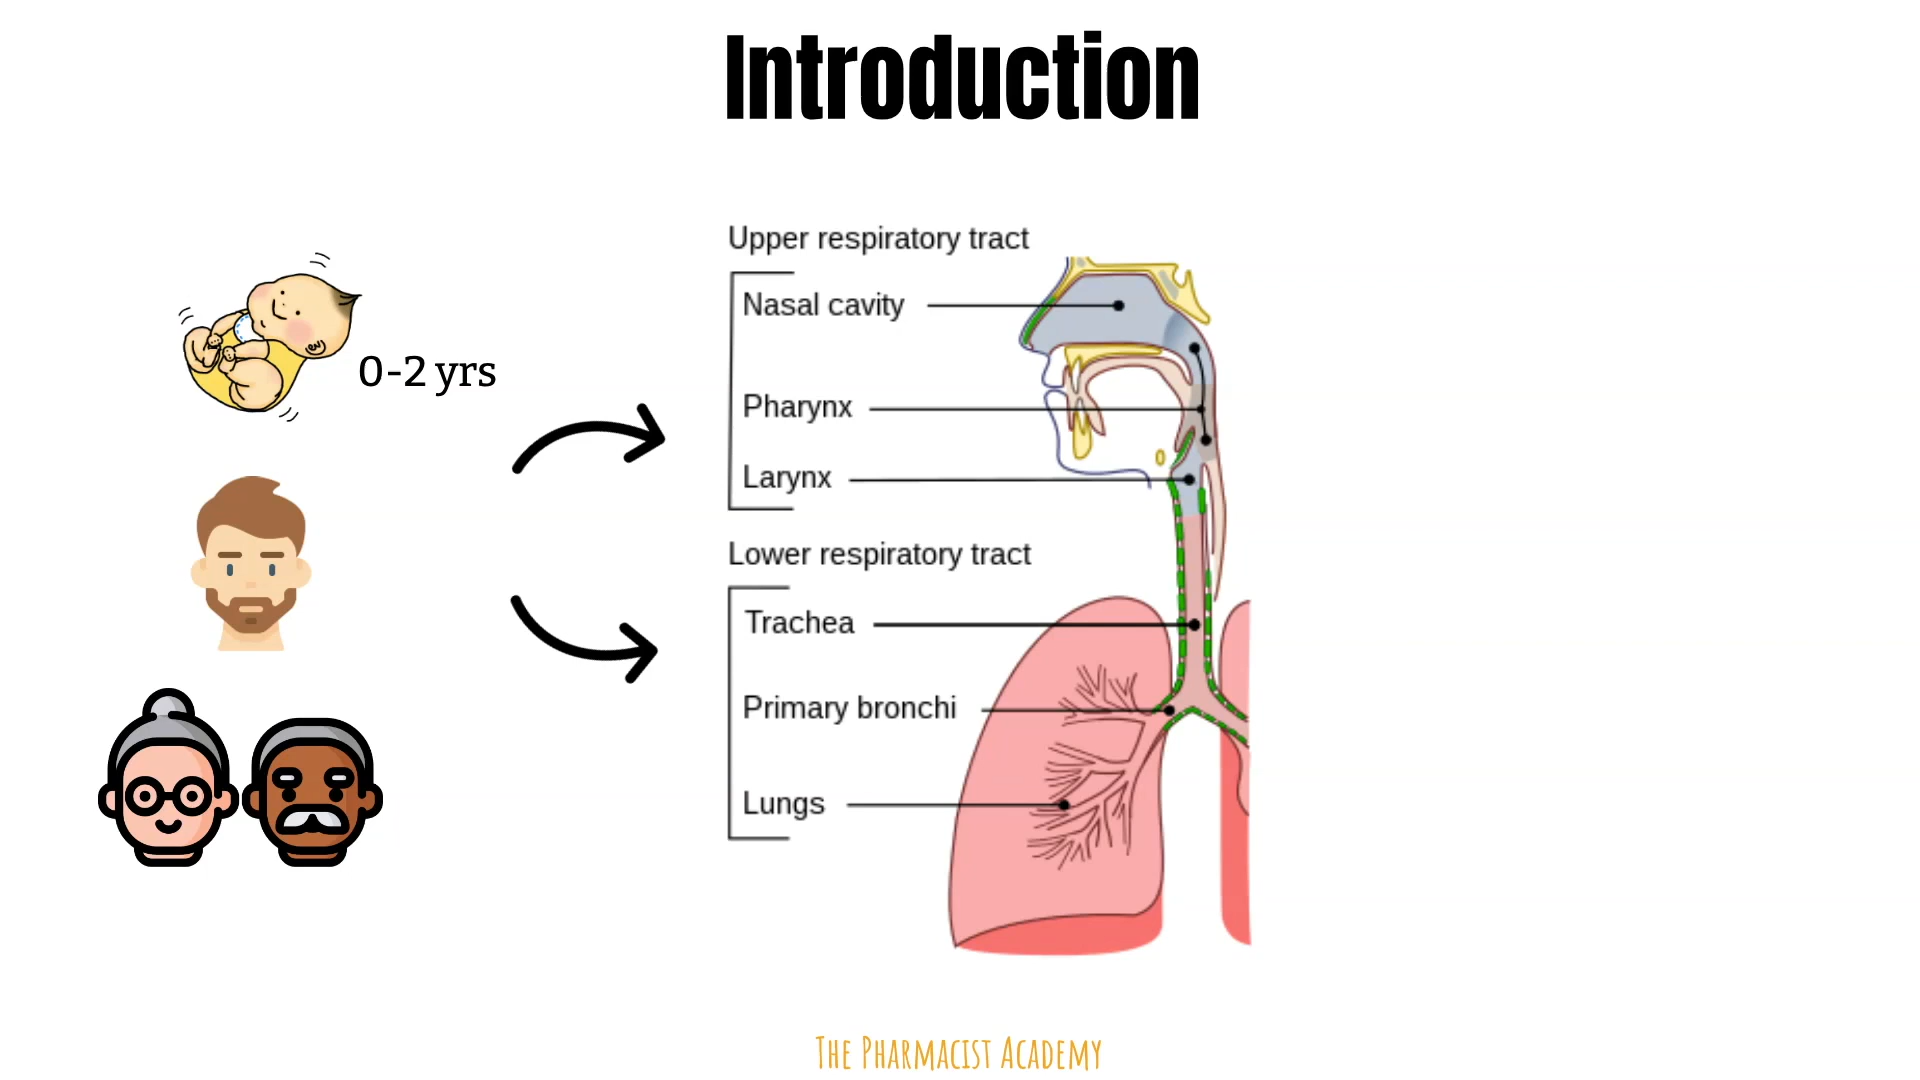 Introduction
0-2 yrs
Upper respiratory tract
Nasal cavity
Pharynx
Larynx
Lower respiratory tract
Trachea
Primary bronchi
Lungs
The Pharmacist Academy